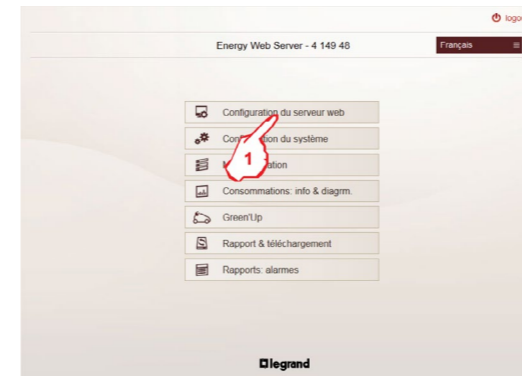 logo
Energy Web Server - 4 149 48
Français
Configuration du serveur web
du système
1
Consommations: info & diagrm.
Green'Up
Rapport & téléchargement
Rapports: alarmes
legrand